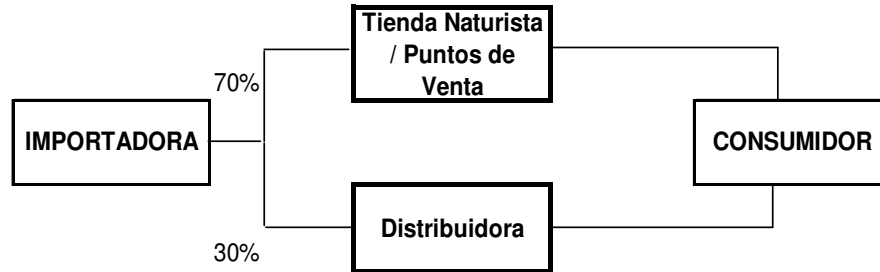 Tienda Naturista
/ Puntos de
Venta
70%
IMPORTADORA
CONSUMIDOR
Distribuidora
30%